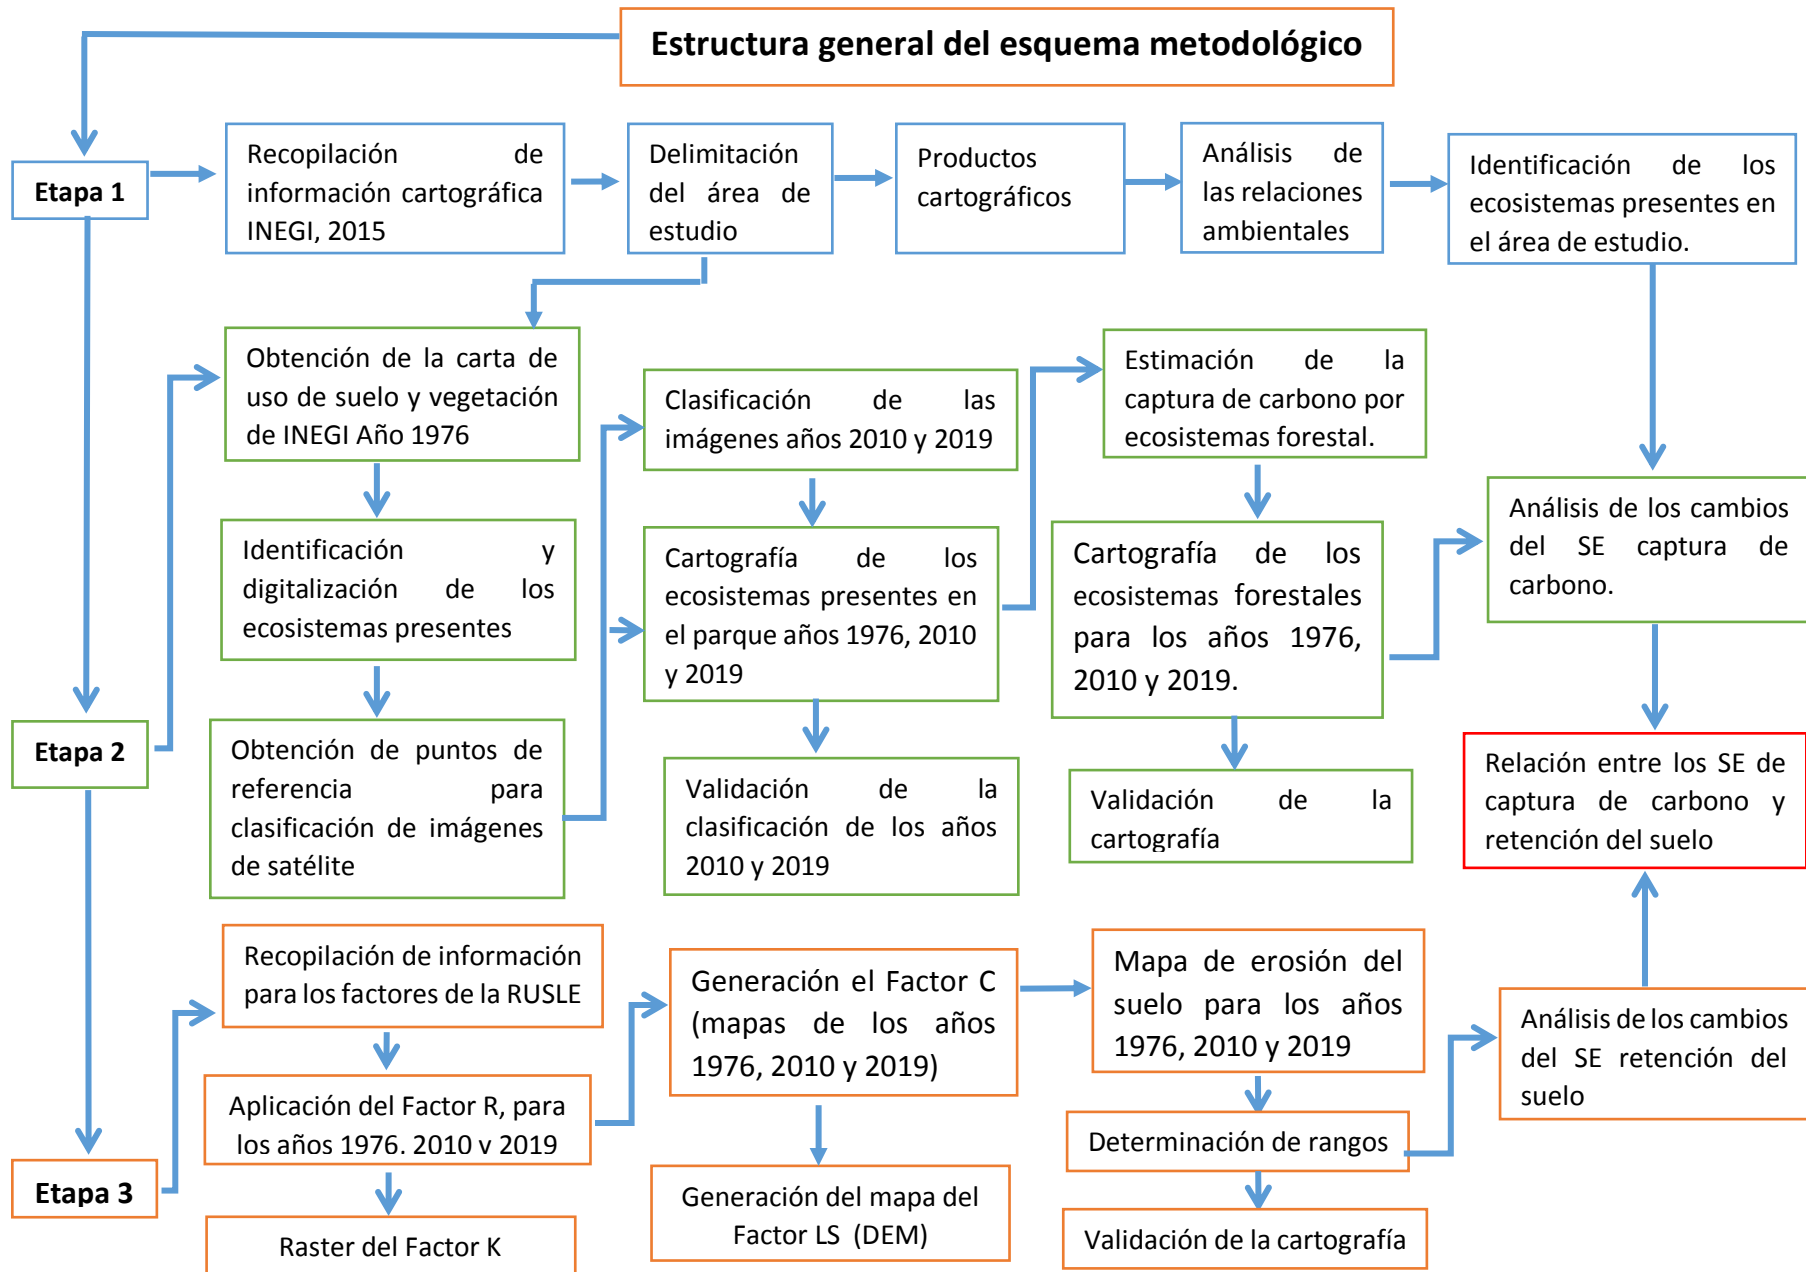 Estructura general del esquema metodológico
Etapa 1
Recopilación de
información cartográfica
INEGI, 2015
Delimitación
del área de
estudio
Productos
cartográficos
Análisis de
las relaciones
ambientales
Identificación de los
ecosistemas presentes en
el área de estudio.
Etapa 2
Obtención de la carta de
uso de suelo y vegetación
de INEGI Año 1976
Identificación y
digitalización de los
ecosistemas presentes
Obtención de puntos de
referencia para
clasificación de imágenes
de satélite
Clasificación de las
imágenes años 2010 y 2019
Cartografía de los
ecosistemas presentes en
el parque años 1976, 2010
y 2019
Validación de la
clasificación de los años
2010 y 2019
Estimación de la
captura de carbono por
ecosistemas forestal.
Cartografía de los
ecosistemas forestales
para los años 1976,
2010 y 2019.
Validación de la
cartografía
Análisis de los cambios
del SE captura de
carbono.
Relación entre los SE de
captura de carbono y
retención del suelo
Etapa 3
Recopilación de información
para los factores de la RUSLE
Aplicación del Factor R, para
los años 1976. 2010 y 2019
Raster del Factor K
Generación el Factor C
(mapas de los años
1976, 2010 y 2019)
Generación del mapa del
Factor LS (DEM)
Mapa de erosión del
suelo para los años
1976, 2010 y 2019
Determinación de rangos
Validación de la cartografía
Análisis de los cambios
del SE retención del
suelo